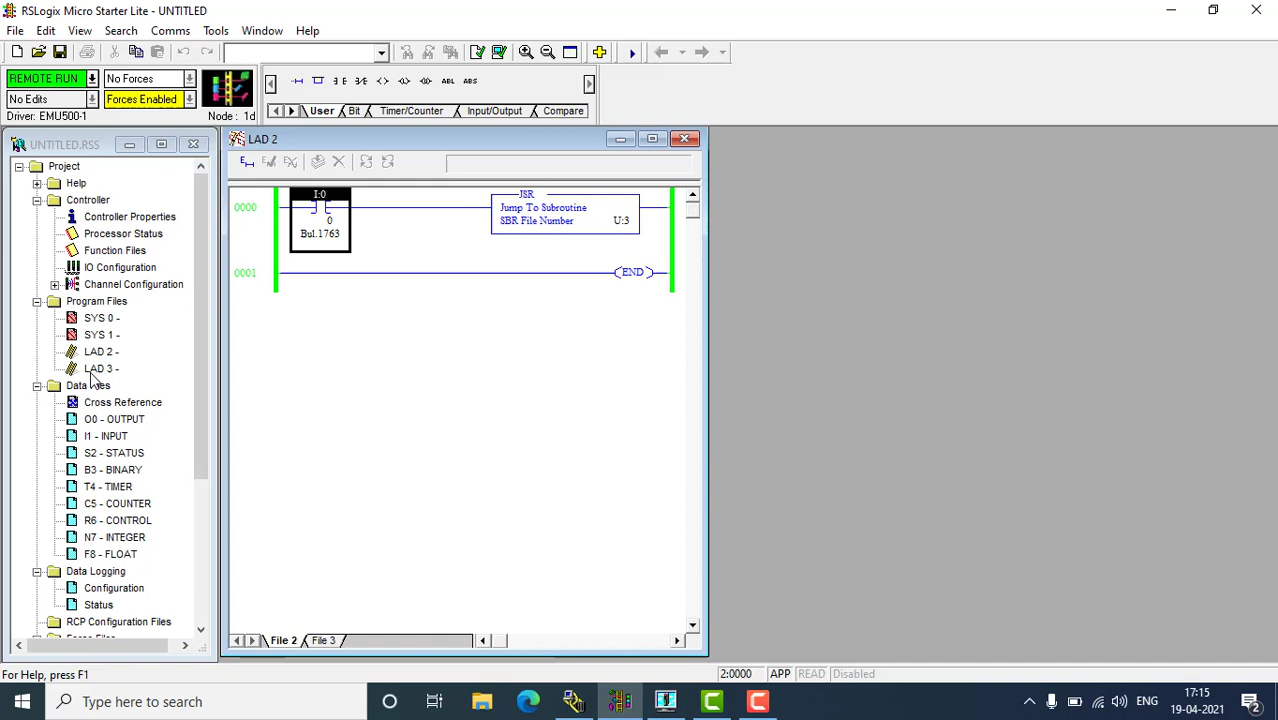 RSLogix Micro Starter Lite - UNTITLED
File Edit View Search Comms Tools Window Help
REMOTE RUN No Forces
No Edits Forces Enabled
Driver: EMU500-1 Node : 1d
ABL ABS
User Bit Timer/Counter Input/Output Compare
UNTITLED.RSS
Project
Help
Controller
Controller Properties
Processor Status
Function Files
IO Configuration
Channel Configuration
Program Files
SYS 0 -
SYS 1 -
LAD 2 -
LAD 3 -
Cross Reference
O0 - OUTPUT
I1 - INPUT
S2 - STATUS
B3 - BINARY
T4 - TIMER
C5 - COUNTER
R6 - CONTROL
N7 - INTEGER
F8 - FLOAT
Data Logging
Configuration
Status
RCP Configuration Files
LAD 2
I:0
0000
0
Bul.1763
JSR
Jump To Subroutine
SBR File Number U:3
0001
END
File 2 File 3
For Help, press F1
2:0000 APP READ Disabled
Type here to search
ENG
17:15
19-04-2021
2